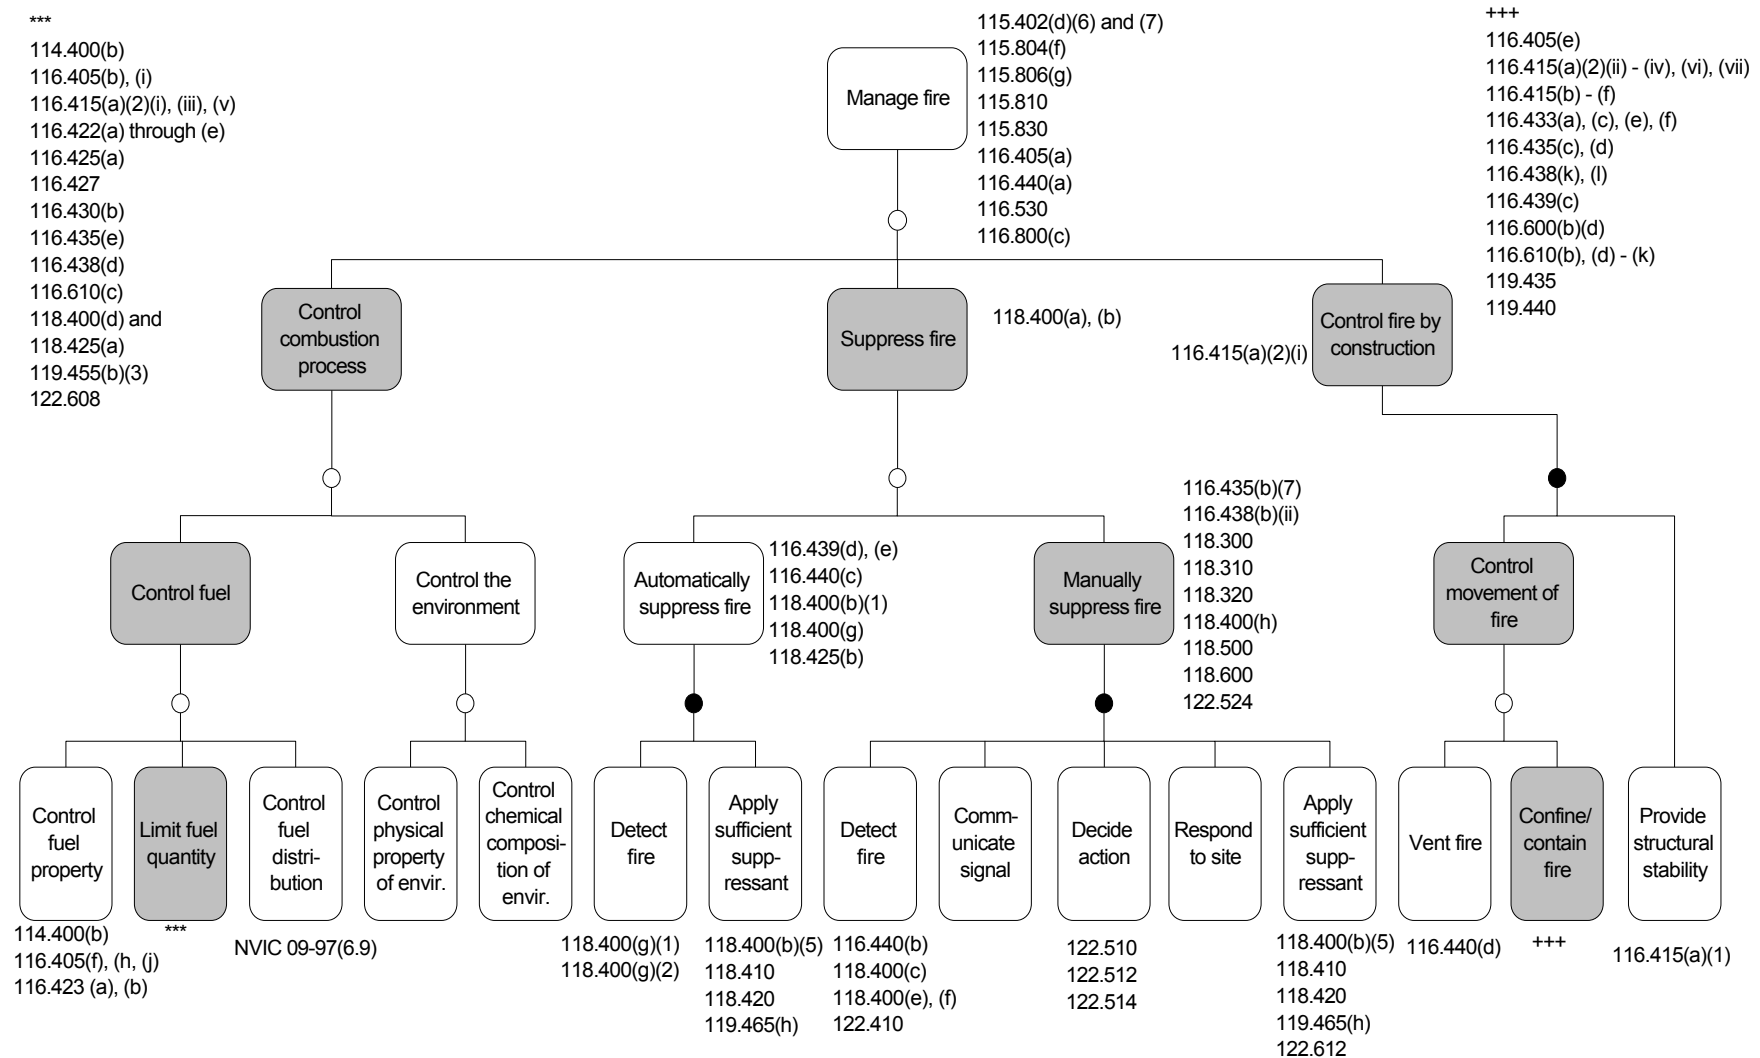 ***
114.400(b)
116.405(b), (i)
116.415(a)(2)(i), (iii), (v)
116.422(a) through (e)
116.425(a)
116.427
116.430(b)
116.435(e)
116.438(d)
116.610(c)
118.400(d) and
118.425(a)
119.455(b)(3)
122.608
Manage fire
115.402(d)(6) and (7)
115.804(f)
115.806(g)
115.810
115.830
116.405(a)
116.440(a)
116.530
116.800(c)
+++
116.405(e)
116.415(a)(2)(ii) - (iv), (vi), (vii)
116.415(b) - (f)
116.433(a), (c), (e), (f)
116.435(c), (d)
116.438(k), (l)
116.439(c)
116.600(b)(d)
116.610(b), (d) - (k)
119.435
119.440
Control
combustion
process
Suppress fire
118.400(a), (b)
116.415(a)(2)(i)
Control fire by
construction
Control fuel
Control the
environment
Automatically
suppress fire
116.439(d), (e)
116.440(c)
118.400(b)(1)
118.400(g)
118.425(b)
Manually
suppress fire
116.435(b)(7)
116.438(b)(ii)
118.300
118.310
118.320
118.400(h)
118.500
118.600
122.524
Control
movement of
fire
Control
fuel
property
Limit fuel
quantity
Control
fuel
distri-
bution
Control
physical
property
of envir.
Control
chemical
composi-
tion of
envir.
Detect
fire
Apply
sufficient
supp-
ressant
Detect
fire
Comm-
unicate
signal
Decide
action
Respond
to site
Apply
sufficient
supp-
ressant
Vent fire
Confine/
contain
fire
Provide
structural
stability
114.400(b)
116.405(f), (h, (j)
116.423 (a), (b)
***
NVIC 09-97(6.9)
118.400(g)(1)
118.400(g)(2)
118.400(b)(5)
118.410
118.420
119.465(h)
116.440(b)
118.400(c)
118.400(e), (f)
122.410
122.510
122.512
122.514
118.400(b)(5)
118.410
118.420
119.465(h)
122.612
116.440(d)
+++
116.415(a)(1)